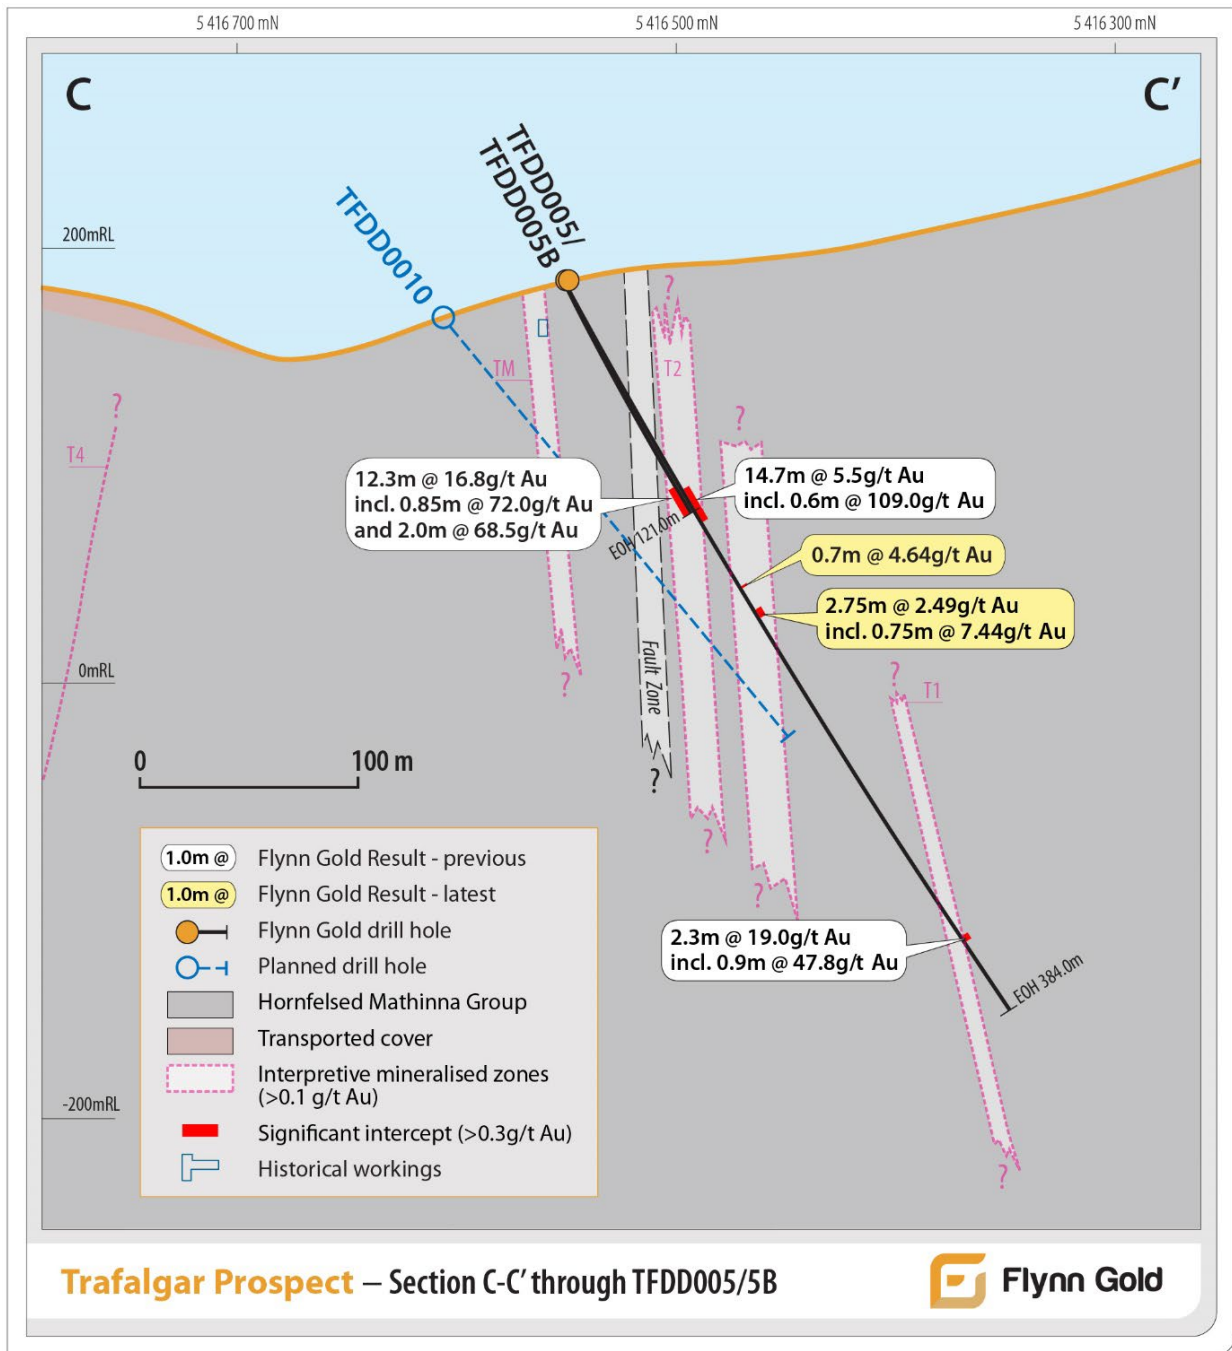 5 416 700 mN
5 416 500 mN
5 416 300 mN
C
C’
TFDD005/
TFDD005B
TFDD0010
200mRL
?
TM
T2
?
?
T4
12.3m @ 16.8g/t Au
incl. 0.85m @ 72.0g/t Au
and 2.0m @ 68.5g/t Au
14.7m @ 5.5g/t Au
incl. 0.6m @ 109.0g/t Au
EOH 121.0m
0.7m @ 4.64g/t Au
2.75m @ 2.49g/t Au
incl. 0.75m @ 7.44g/t Au
0mRL
Fault Zone
?
?
T1
?
0
100 m
?
?
2.3m @ 19.0g/t Au
incl. 0.9m @ 47.8g/t Au
EOH 384.0m
-200mRL
?
1.0m @
Flynn Gold Result - previous
1.0m @
Flynn Gold Result - latest
Flynn Gold drill hole
Planned drill hole
Hornfelsed Mathinna Group
Transported cover
Interpretive mineralised zones
(>0.1 g/t Au)
Significant intercept (>0.3g/t Au)
Historical workings
Trafalgar Prospect – Section C-C’ through TFDD005/5B
Flynn Gold